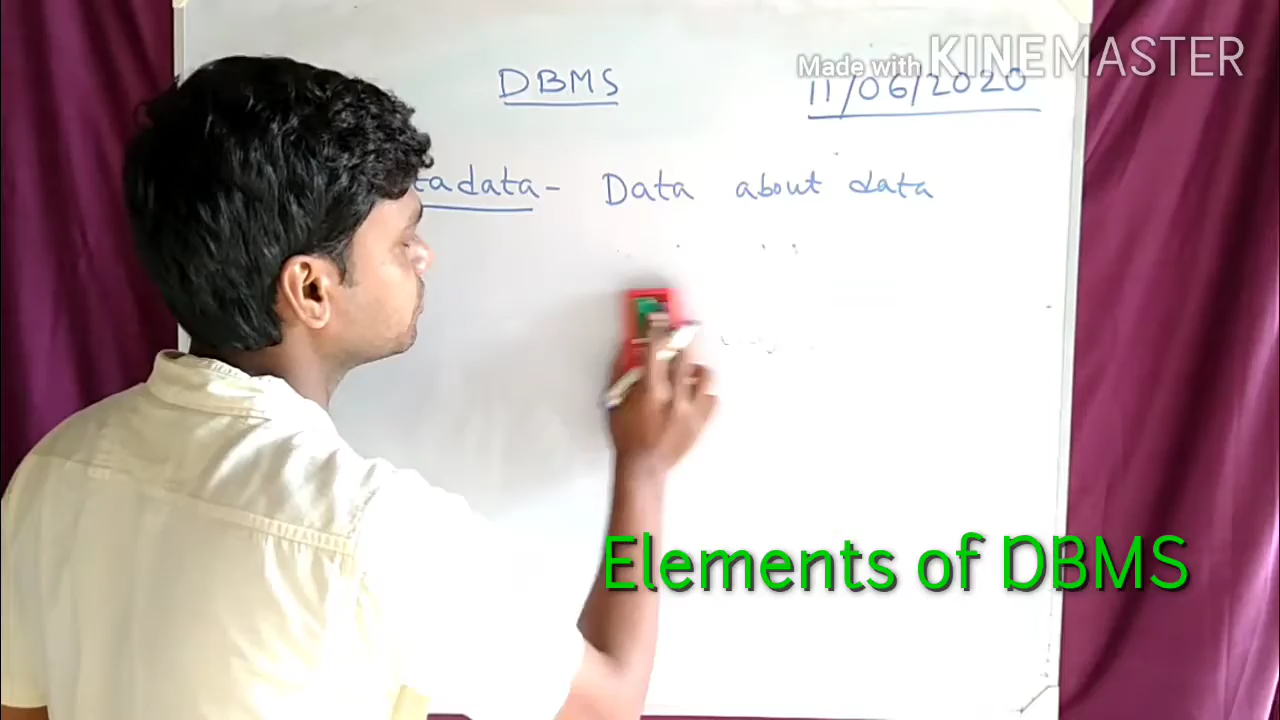 Made with KINEMASTER
DBMS
11/06/2020
tadata - Data about data
Elements of DBMS